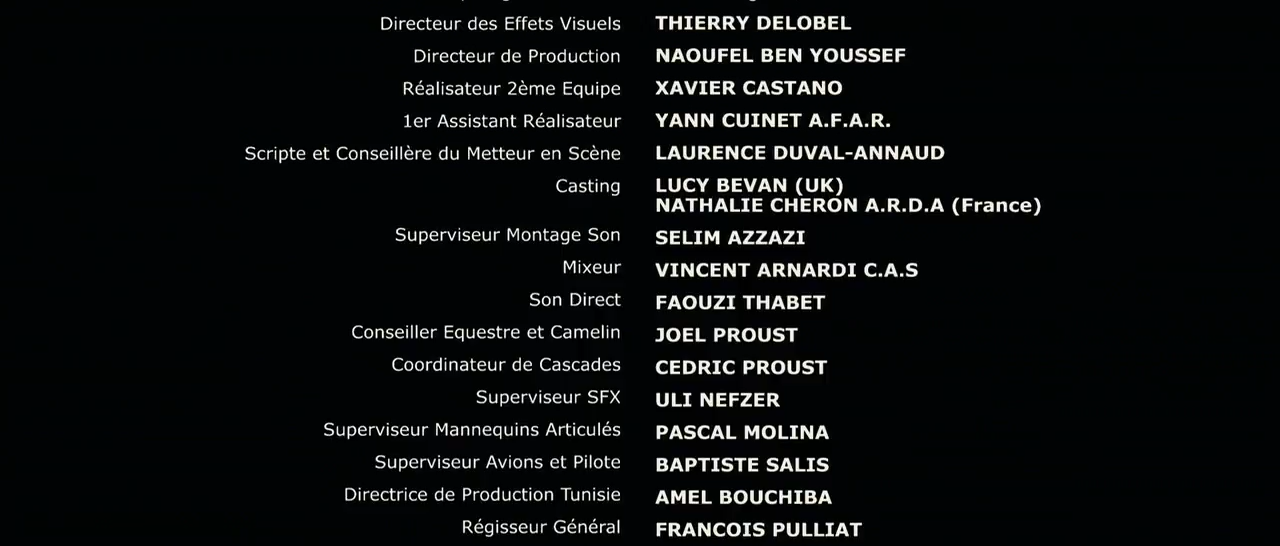 Directeur des Effets Visuels THIERRY DELOBEL
Directeur de Production NAOUFEL BEN YOUSSEF
Réalisateur 2ème Equipe XAVIER CASTANO
1er Assistant Réalisateur YANN CUINET A.F.A.R.
Scripte et Conseillère du Metteur en Scène LAURENCE DUVAL-ANNAUD
Casting LUCY BEVAN (UK)
NATHALIE CHERON A.R.D.A (France)
Superviseur Montage Son SELIM AZZAZI
Mixeur VINCENT ARNARDI C.A.S
Son Direct FAOUZI THABET
Conseiller Equestre et Camelin JOEL PROUST
Coordinateur de Cascades CEDRIC PROUST
Superviseur SFX ULI NEFZER
Superviseur Mannequins Articulés PASCAL MOLINA
Superviseur Avions et Pilote BAPTISTE SALIS
Directrice de Production Tunisie AMEL BOUCHIBA
Régisseur Général FRANCOIS PULLIAT